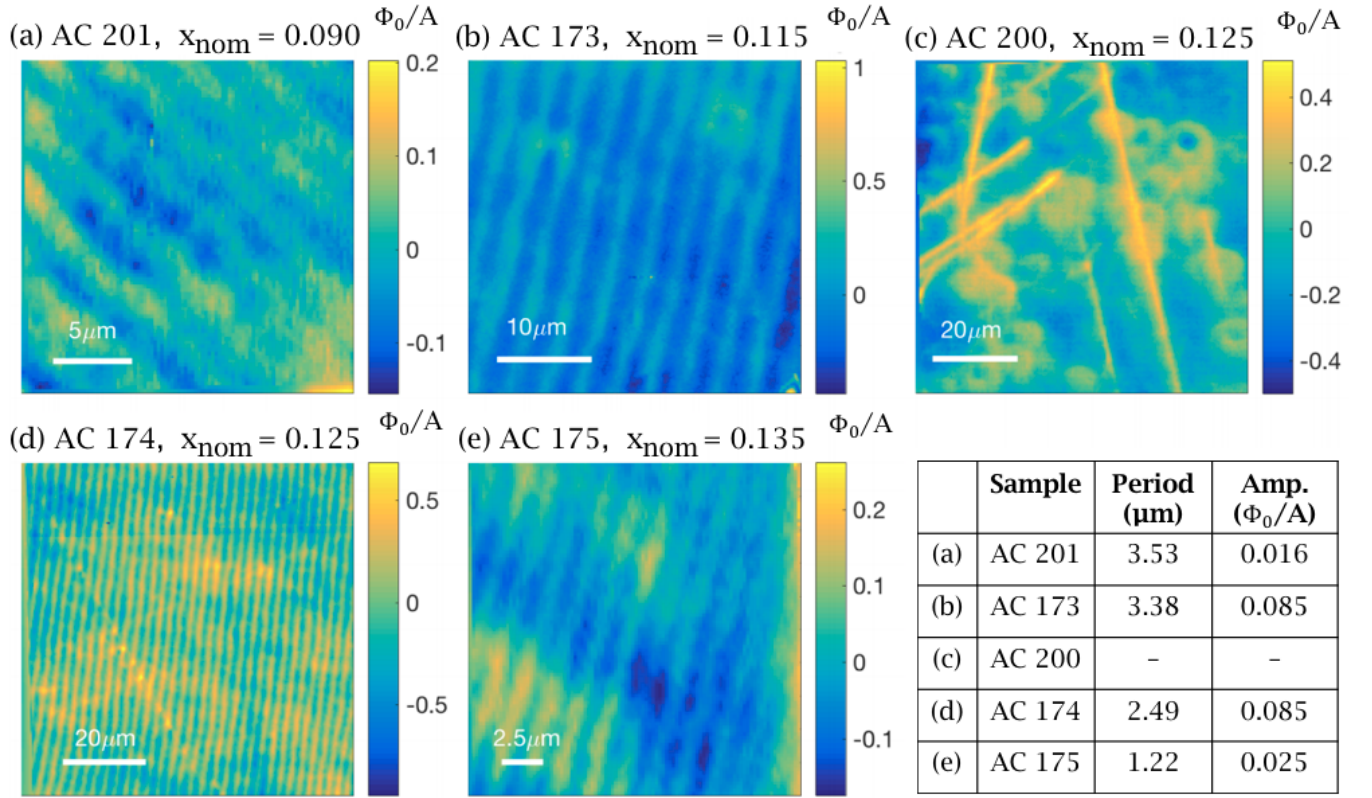 (a) AC 201, x_nom = 0.090 Φ₀/A
0.2
0.1
0
-0.1
5μm
(b) AC 173, x_nom = 0.115 Φ₀/A
1
0.5
0
10μm
(c) AC 200, x_nom = 0.125 Φ₀/A
0.4
0.2
0
-0.2
-0.4
20μm
(d) AC 174, x_nom = 0.125 Φ₀/A
0.5
0
-0.5
20μm
(e) AC 175, x_nom = 0.135 Φ₀/A
0.2
0.1
0
-0.1
2.5μm
Sample Period Amp.
(μm) (Φ₀/A)
(a) AC 201 3.53 0.016
(b) AC 173 3.38 0.085
(c) AC 200 – –
(d) AC 174 2.49 0.085
(e) AC 175 1.22 0.025